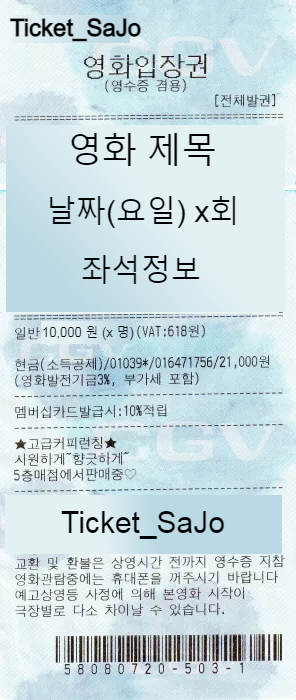 Ticket_SaJo
CGV
영화입장권
(영수증 겸용)
[전체발권]
영화 제목
날짜(요일) x회
좌석정보
일반 10,000 원 (x 명)(VAT:618원)
현금(소득공제)/01039*/016471756/21,000원
(영화발전기금3%, 부가세 포함)
멤버십카드발급시:10%적립
★고급커피런칭★
시원하게~향긋하게~
5층매점에서판매중♡
CGV
Ticket_SaJo
교환 및 환불은 상영시간 전까지 영수증 지참
영화관람중에는 휴대폰을 꺼주시기 바랍니다
예고상영등 사정에 의해 본영화 시작이
극장별로 다소 차이날 수 있습니다.
58080720-503-1